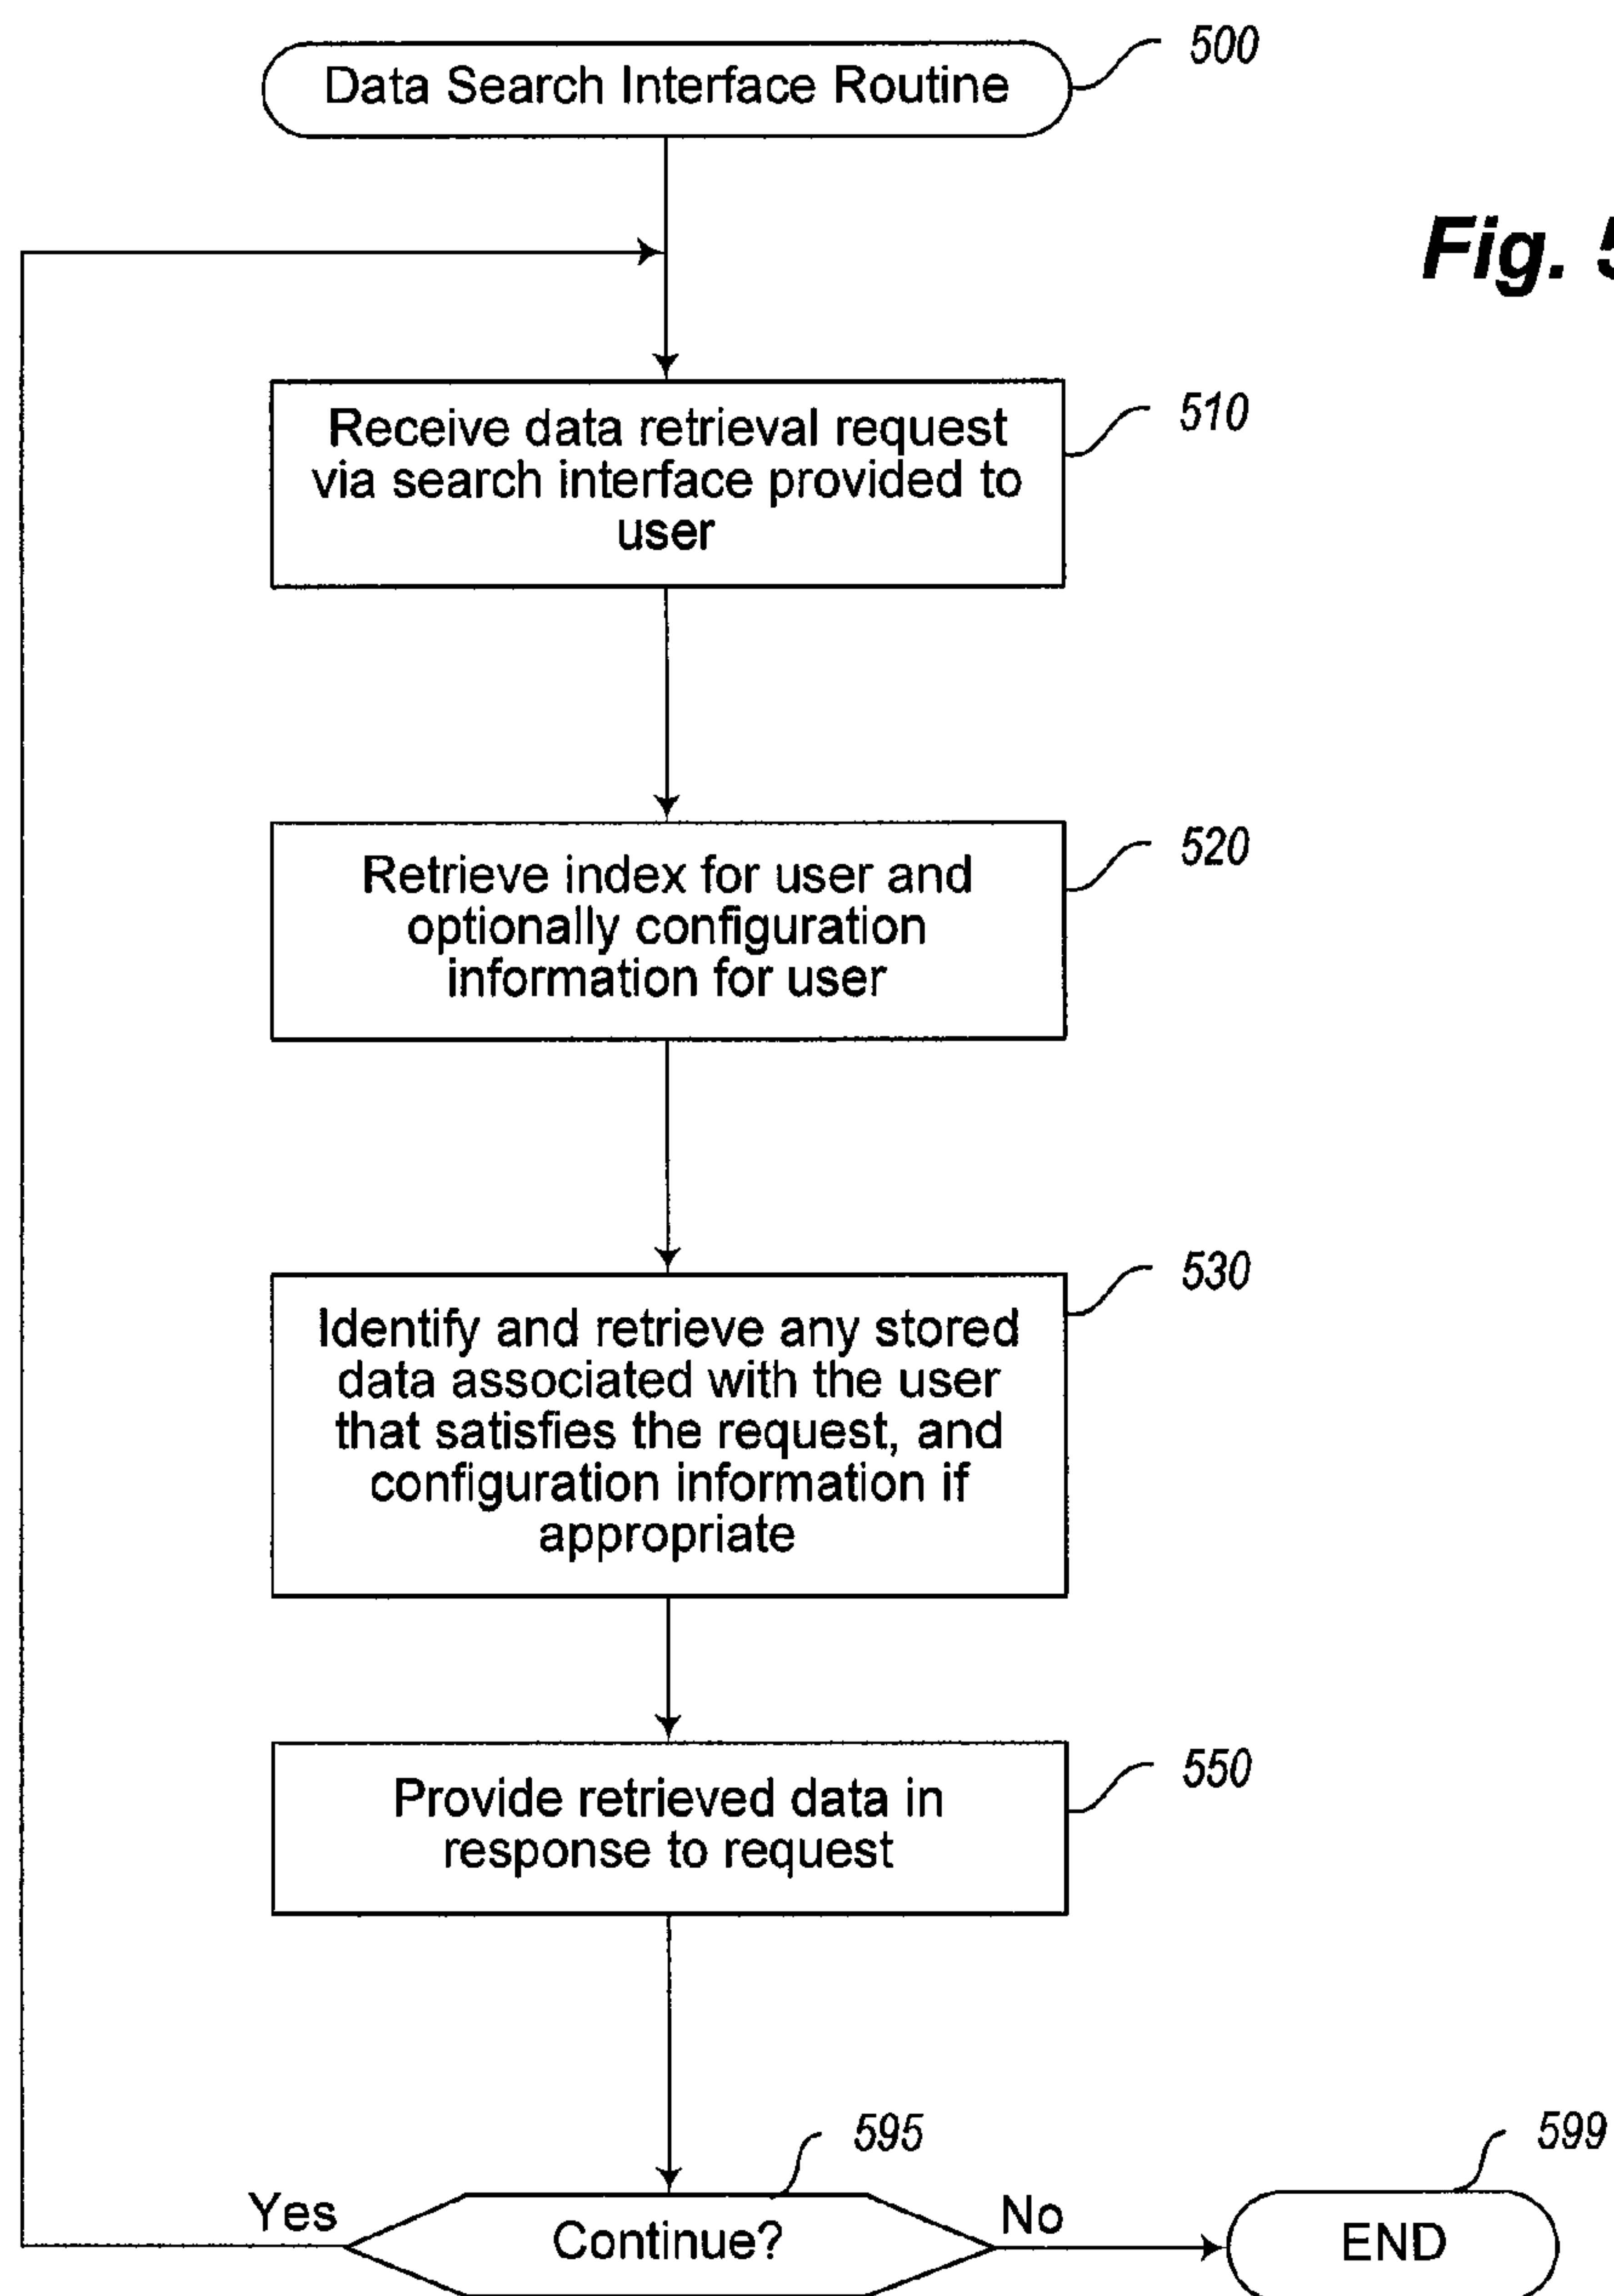 Data Search Interface Routine
500
Fig. 5
Receive data retrieval request
via search interface provided to
user
510
Retrieve index for user and
optionally configuration
information for user
520
Identify and retrieve any stored
data associated with the user
that satisfies the request, and
configuration information if
appropriate
530
Provide retrieved data in
response to request
550
595
599
Yes
Continue?
No
END